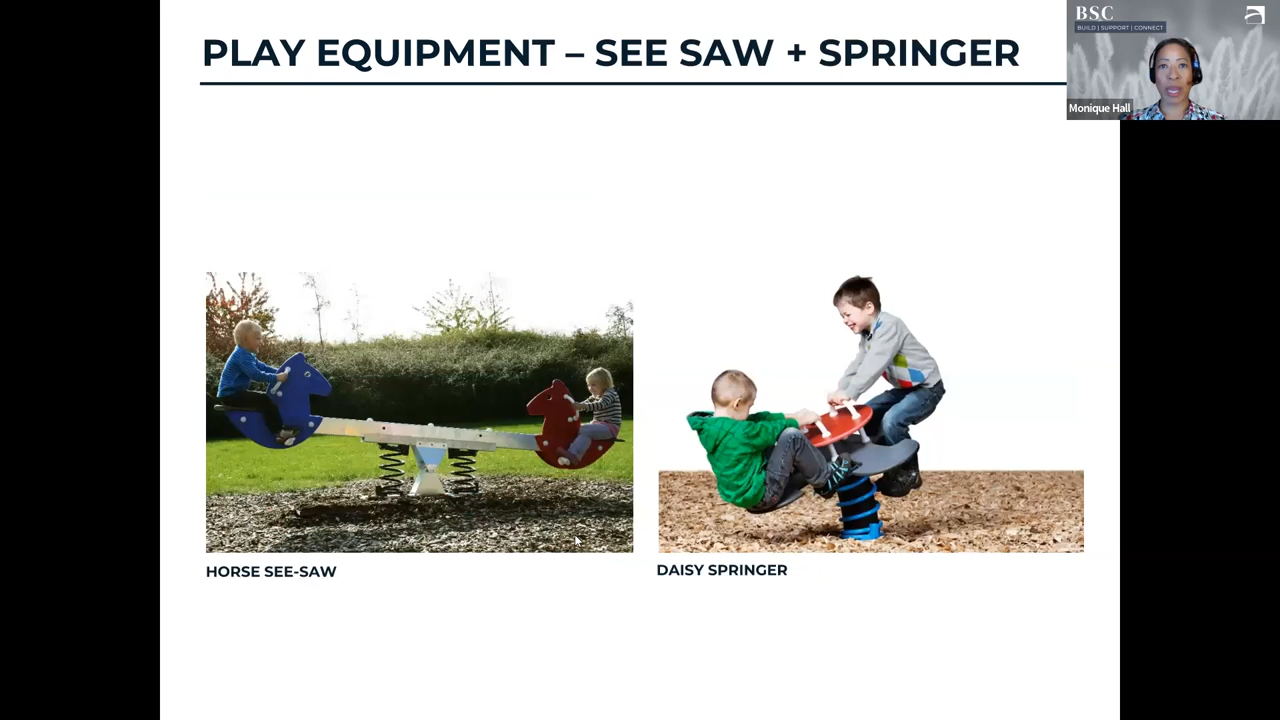 PLAY EQUIPMENT – SEE SAW + SPRINGER
BSC
BUILD | SUPPORT | CONNECT
Monique Hall
HORSE SEE-SAW
DAISY SPRINGER